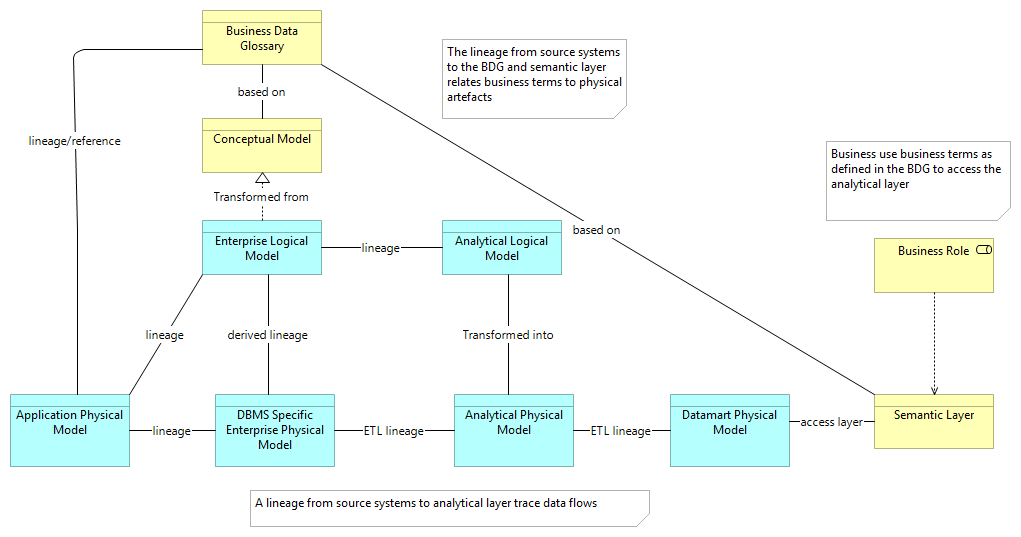 Business Data
Glossary
The lineage from source systems
to the BDG and semantic layer
relates business terms to physical
artefacts
based on
lineage/reference
Conceptual Model
Business use business terms as
defined in the BDG to access the
analytical layer
Transformed from
based on
Enterprise Logical
Model
lineage
Analytical Logical
Model
Business Role
lineage
derived lineage
Transformed into
Application Physical
Model
lineage
DBMS Specific
Enterprise Physical
Model
ETL lineage
Analytical Physical
Model
ETL lineage
Datamart Physical
Model
access layer
Semantic Layer
A lineage from source systems to analytical layer trace data flows